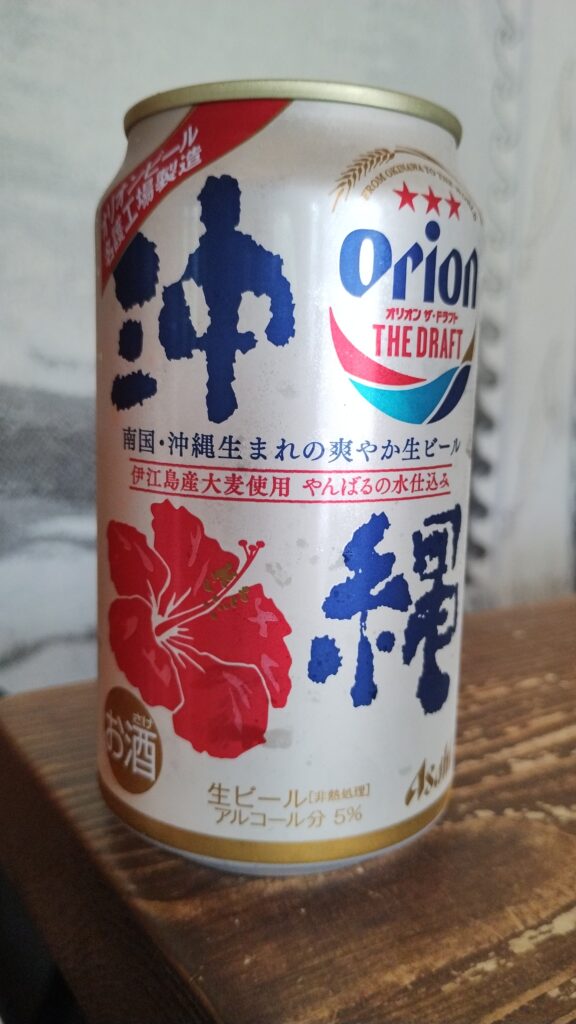 オリオンビール
名護工場製造
FROM OKINAWA TO THE WORLD
orion
オリオン ザ・ドラフト
THE DRAFT
沖
南国・沖縄生まれの爽やか生ビール
伊江島産大麦使用 やんばるの水仕込み
縄
さけ
お酒
生ビール[非熱処理]
アルコール分 5%
Asahi